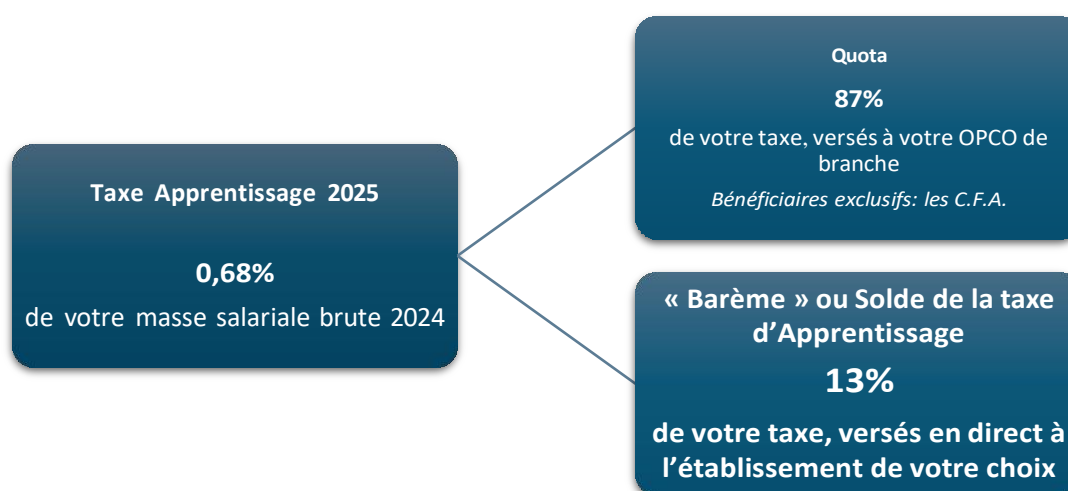 Taxe Apprentissage 2025
0,68%
de votre masse salariale brute 2024
Quota
87%
de votre taxe, versés à votre OPCO de
branche
Bénéficiaires exclusifs: les C.F.A.
« Barème » ou Solde de la taxe
d’Apprentissage
13%
de votre taxe, versés en direct à
l’établissement de votre choix